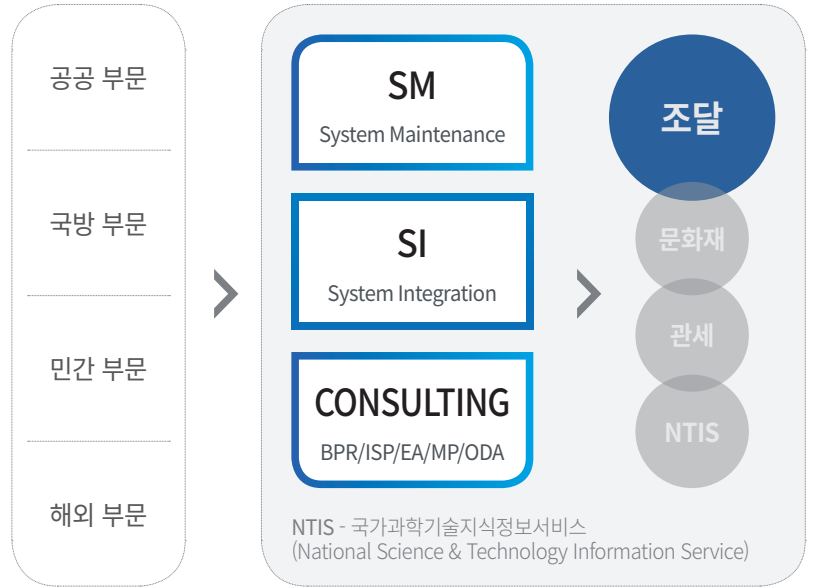 공공 부문
국방 부문
민간 부문
해외 부문
SM
System Maintenance
SI
System Integration
CONSULTING
BPR/ISP/EA/MP/ODA
조달
문화재
관세
NTIS
NTIS - 국가과학기술지식정보서비스
(National Science & Technology Information Service)